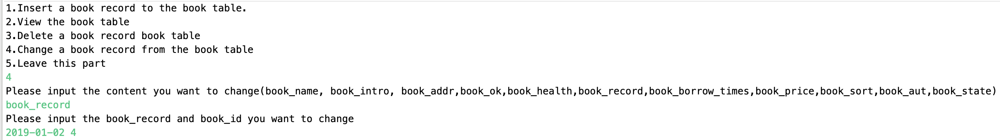 1.Insert a book record to the book table.
2.View the book table
3.Delete a book record book table
4.Change a book record from the book table
5.Leave this part
4
Please input the content you want to change(book_name, book_intro, book_addr,book_ok,book_health,book_record,book_borrow_times,book_price,book_sort,book_aut,book_state)
book_record
Please input the book_record and book_id you want to change
2019-01-02 4